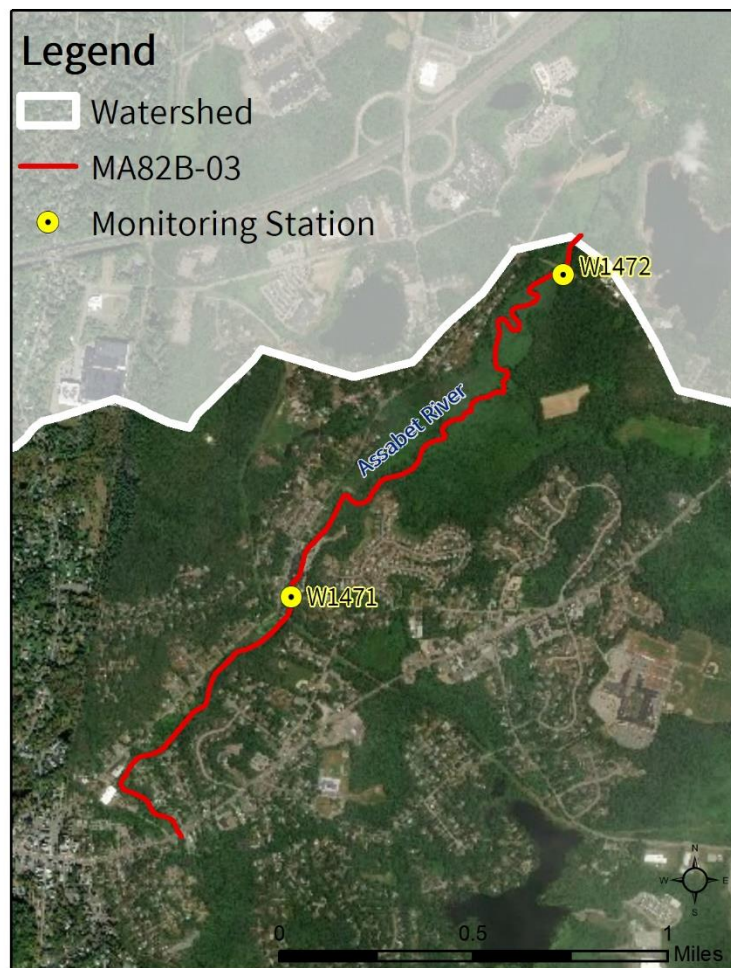 Legend
Watershed
MA82B-03
Monitoring Station
W1472
Assabet River
W1471
N
W E
S
0 0.5 1
Miles